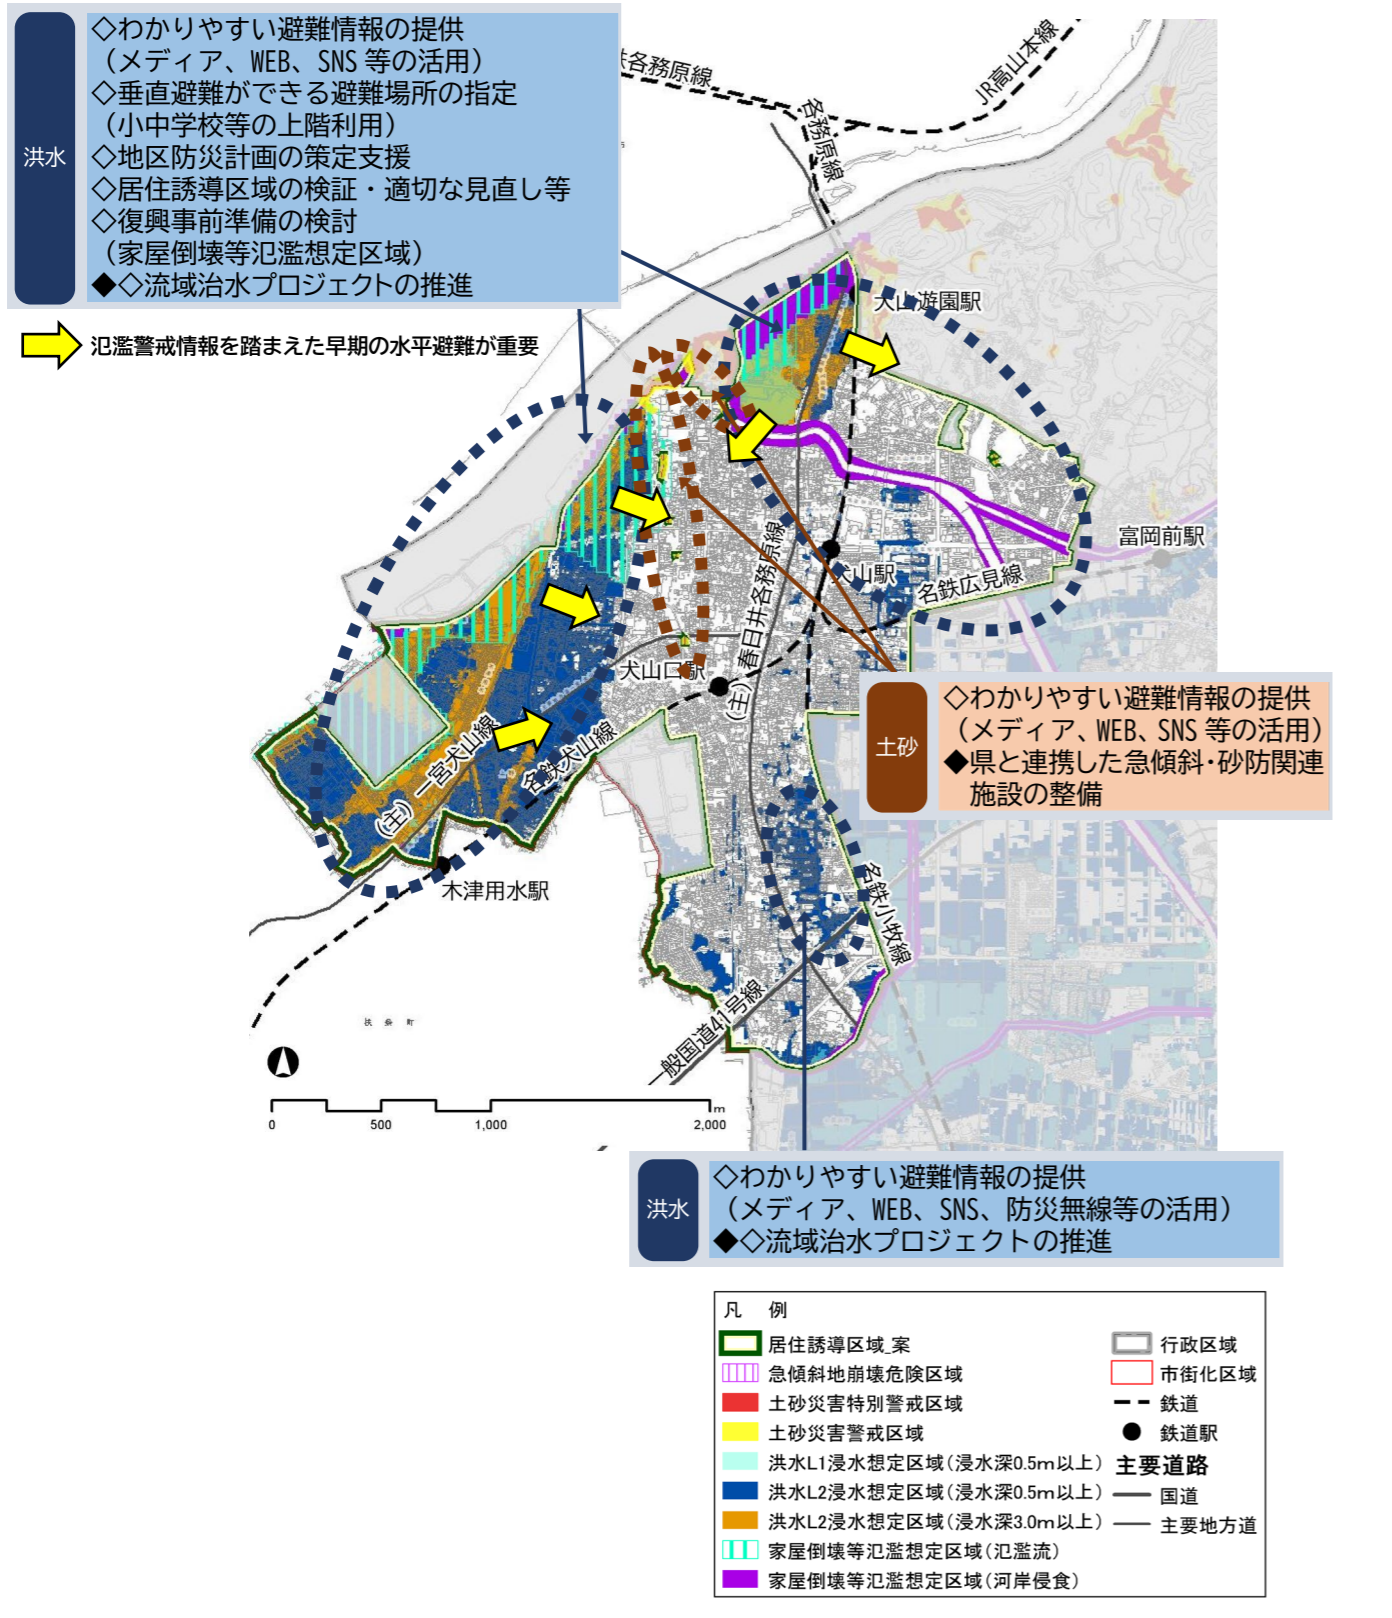 洪水
◇わかりやすい避難情報の提供
（メディア、WEB、SNS 等の活用）
◇垂直避難ができる避難場所の指定
（小中学校等の上階利用）
◇地区防災計画の策定支援
◇居住誘導区域の検証・適切な見直し等
◇復興事前準備の検討
（家屋倒壊等氾濫想定区域）
◆◇流域治水プロジェクトの推進
氾濫警戒情報を踏まえた早期の水平避難が重要
各務原線
JR高山本線
各務原線
犬山遊園駅
富岡前駅
犬山駅
名鉄広見線
(主) 春日井各務原線
犬山口駅
(主) 一宮犬山線
名鉄犬山線
木津用水駅
名鉄小牧線
一般国道41号線
扶桑町
土砂
◇わかりやすい避難情報の提供
（メディア、WEB、SNS 等の活用）
◆県と連携した急傾斜・砂防関連
施設の整備
0
500
1,000
2,000
m
洪水
◇わかりやすい避難情報の提供
（メディア、WEB、SNS、防災無線等の活用）
◆◇流域治水プロジェクトの推進
凡　例
居住誘導区域_案
急傾斜地崩壊危険区域
土砂災害特別警戒区域
土砂災害警戒区域
洪水L1浸水想定区域（浸水深0.5m以上）
洪水L2浸水想定区域（浸水深0.5m以上）
洪水L2浸水想定区域（浸水深3.0m以上）
家屋倒壊等氾濫想定区域（氾濫流）
家屋倒壊等氾濫想定区域（河岸侵食）
行政区域
市街化区域
鉄道
鉄道駅
主要道路
国道
主要地方道